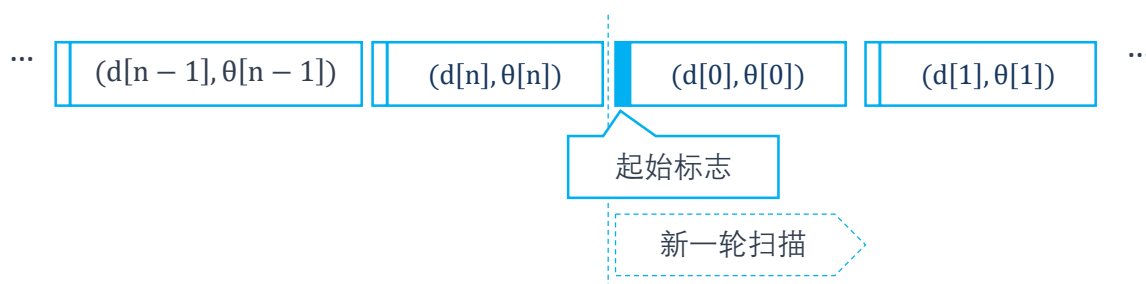 ... (d[n − 1], θ[n − 1]) (d[n], θ[n]) (d[0], θ[0]) (d[1], θ[1]) ...
起始标志
新一轮扫描